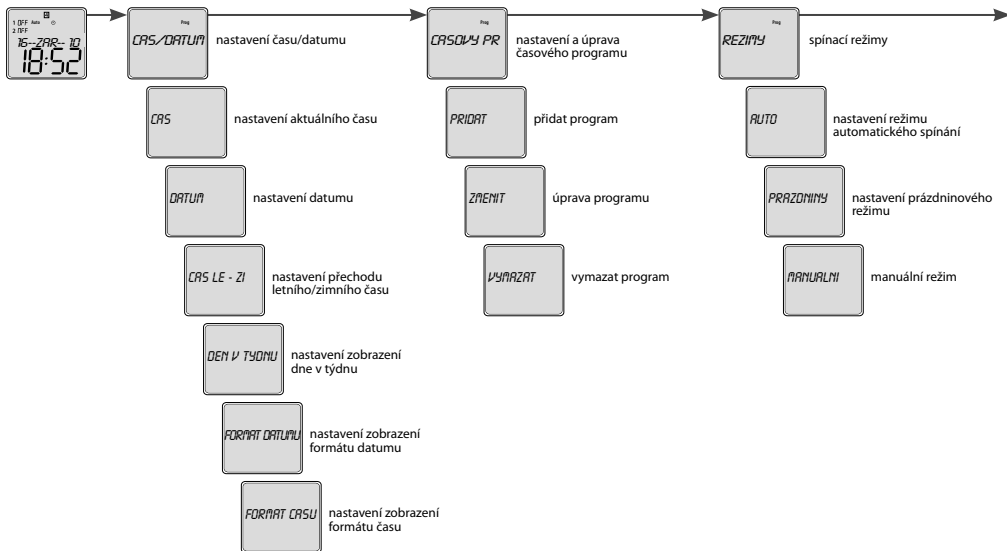 1 OFF Auto
2 OFF
16--ZAR-- 10
18:52
Prog
CAS/DATUM
nastavení času/datumu
CAS
nastavení aktuálního času
DATUM
nastavení datumu
CAS LE - ZI
nastavení přechodu
letního/zimního času
DEN V TYDNU
nastavení zobrazení
dne v týdnu
FORMAT DATUMU
nastavení zobrazení
formátu datumu
FORMAT CASU
nastavení zobrazení
formátu času
Prog
CASOVY PR
nastavení a úprava
časového programu
PRIDAT
přidat program
ZMENIT
úprava programu
VYMAZAT
vymazat program
Prog
REZIMY
spínací režimy
AUTO
nastavení režimu
automatického spínání
PRAZDNINY
nastavení prázdninového
režimu
MANUALNI
manuální režim